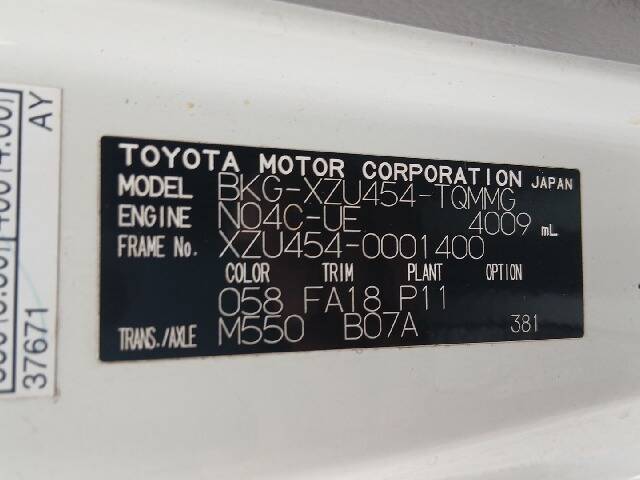 TOYOTA MOTOR CORPORATION JAPAN
MODEL BKG-XZU454-TQMMG
ENGINE N04C-UE 4009 mL
FRAME No. XZU454-0001400
COLOR TRIM PLANT OPTION
058 FA18 P11
TRANS./AXLE M550 B07A 381
AY
37671